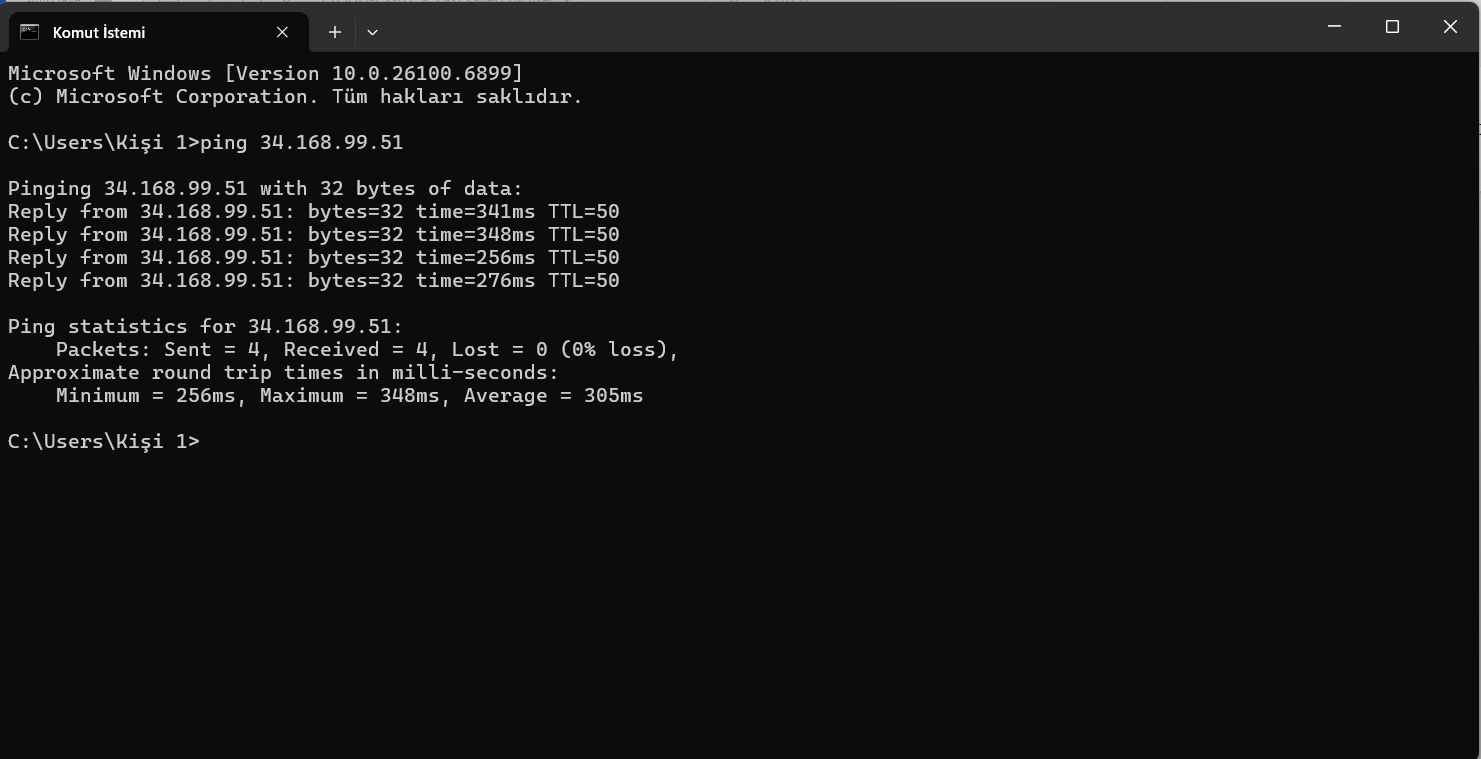 Komut İstemi
Microsoft Windows [Version 10.0.26100.6899]
(c) Microsoft Corporation. Tüm hakları saklıdır.
C:\Users\Kişi 1>ping 34.168.99.51
Pinging 34.168.99.51 with 32 bytes of data:
Reply from 34.168.99.51: bytes=32 time=341ms TTL=50
Reply from 34.168.99.51: bytes=32 time=348ms TTL=50
Reply from 34.168.99.51: bytes=32 time=256ms TTL=50
Reply from 34.168.99.51: bytes=32 time=276ms TTL=50
Ping statistics for 34.168.99.51:
    Packets: Sent = 4, Received = 4, Lost = 0 (0% loss),
Approximate round trip times in milli-seconds:
    Minimum = 256ms, Maximum = 348ms, Average = 305ms
C:\Users\Kişi 1>